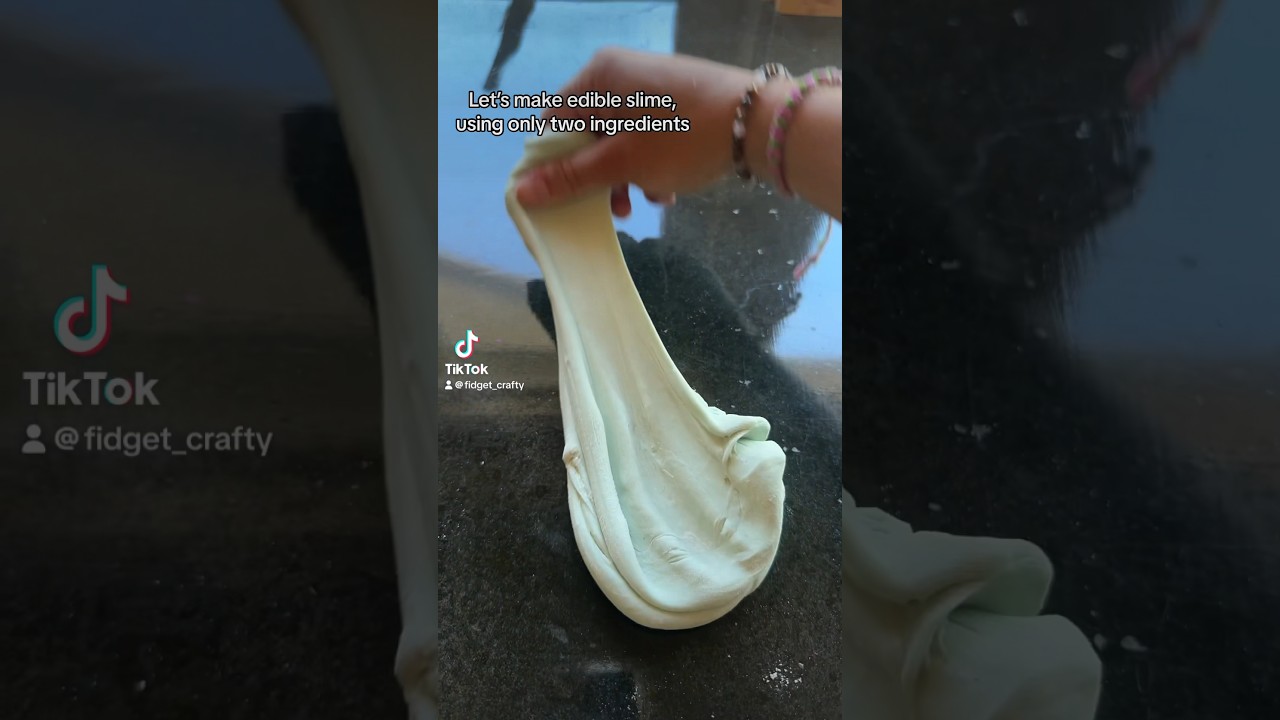 Let's make edible slime,
using only two ingredients
TikTok
@fidget_crafty
TikTok
@fidget_crafty